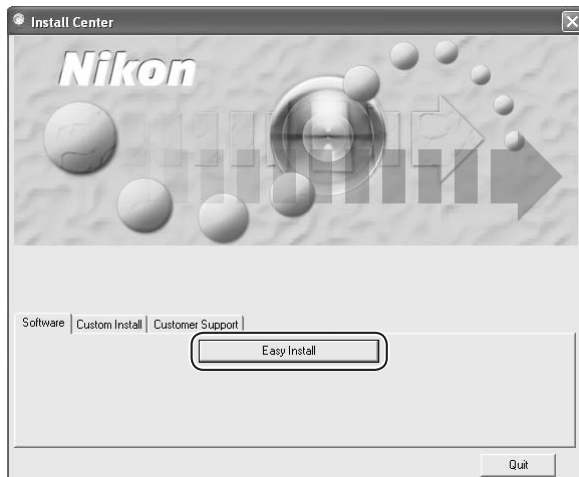 Install Center
Nikon
Software Custom Install Customer Support
Easy Install
Quit